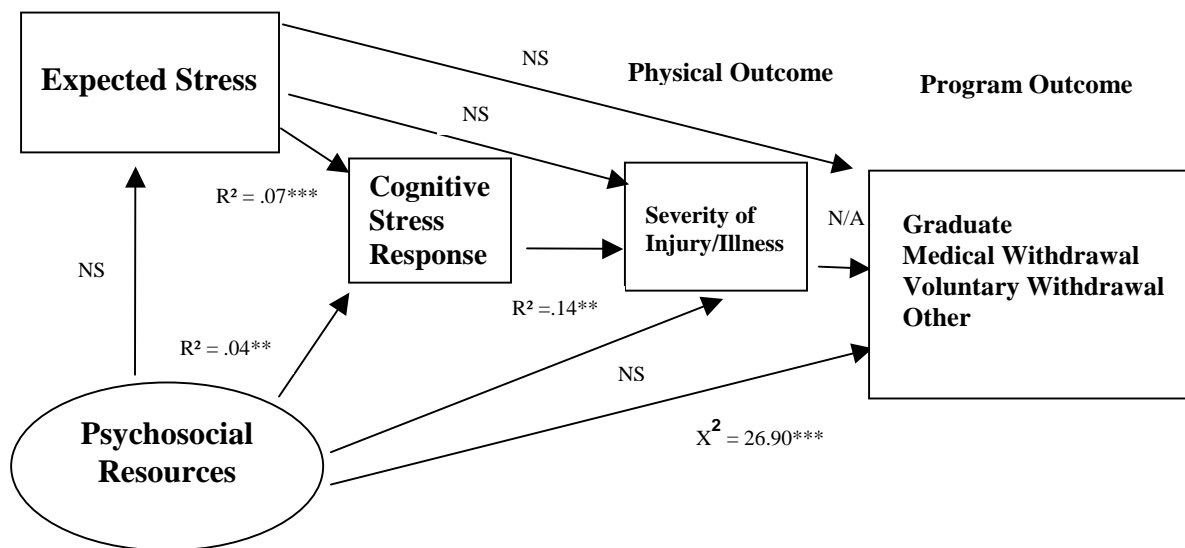 NS
Physical Outcome
Program Outcome
Expected Stress
NS
R² = .07***
Cognitive
Stress
Response
Severity of
Injury/Illness
N/A
Graduate
Medical Withdrawal
Voluntary Withdrawal
Other
NS
R² =.14**
R² = .04**
NS
Psychosocial
Resources
X² = 26.90***